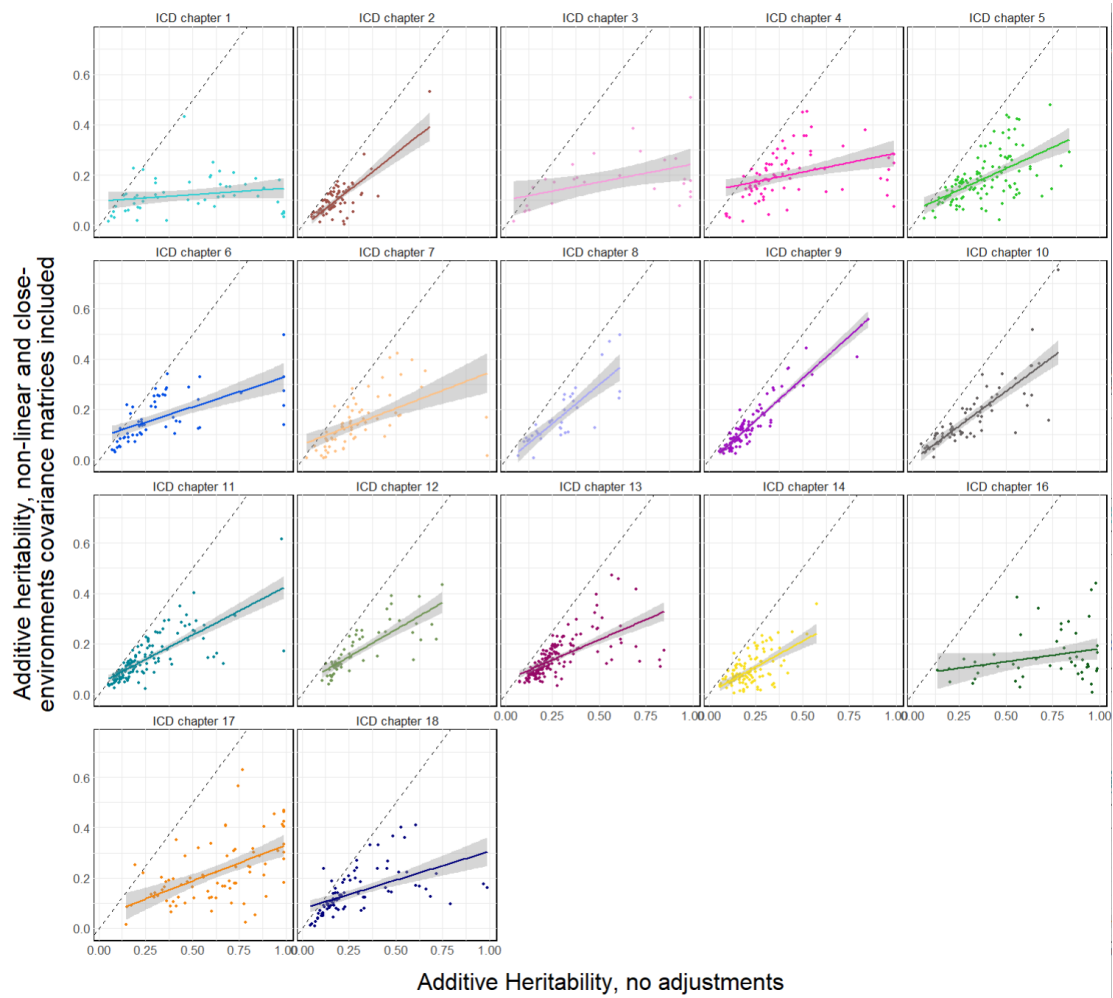 ICD chapter 1 ICD chapter 2 ICD chapter 3 ICD chapter 4 ICD chapter 5
0.6
0.4
0.2
0.0
ICD chapter 6 ICD chapter 7 ICD chapter 8 ICD chapter 9 ICD chapter 10
0.6
0.4
0.2
0.0
Additive heritability, non-linear and close-
environments covariance matrices included
ICD chapter 11 ICD chapter 12 ICD chapter 13 ICD chapter 14 ICD chapter 16
0.6
0.4
0.2
0.0
0.00 0.25 0.50 0.75 1.00 0.00 0.25 0.50 0.75 1.00 0.00 0.25 0.50 0.75 1.00
ICD chapter 17 ICD chapter 18
0.6
0.4
0.2
0.0
0.00 0.25 0.50 0.75 1.00 0.00 0.25 0.50 0.75 1.00
Additive Heritability, no adjustments